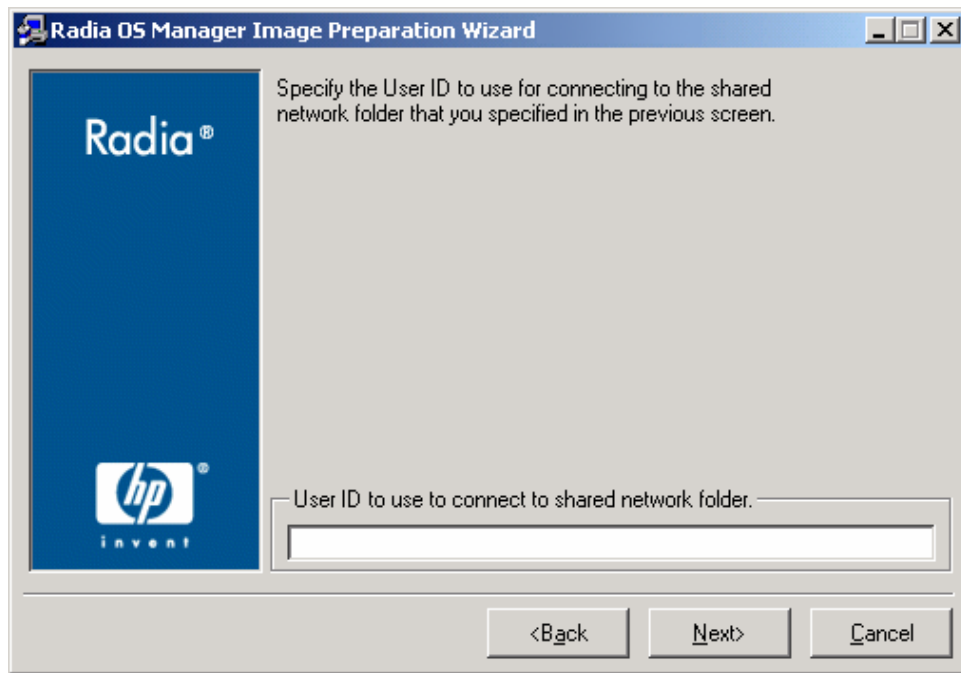 Radia OS Manager Image Preparation Wizard
Radia®
Specify the User ID to use for connecting to the shared
network folder that you specified in the previous screen.
hp®
invent
User ID to use to connect to shared network folder.
<Back
Next>
Cancel